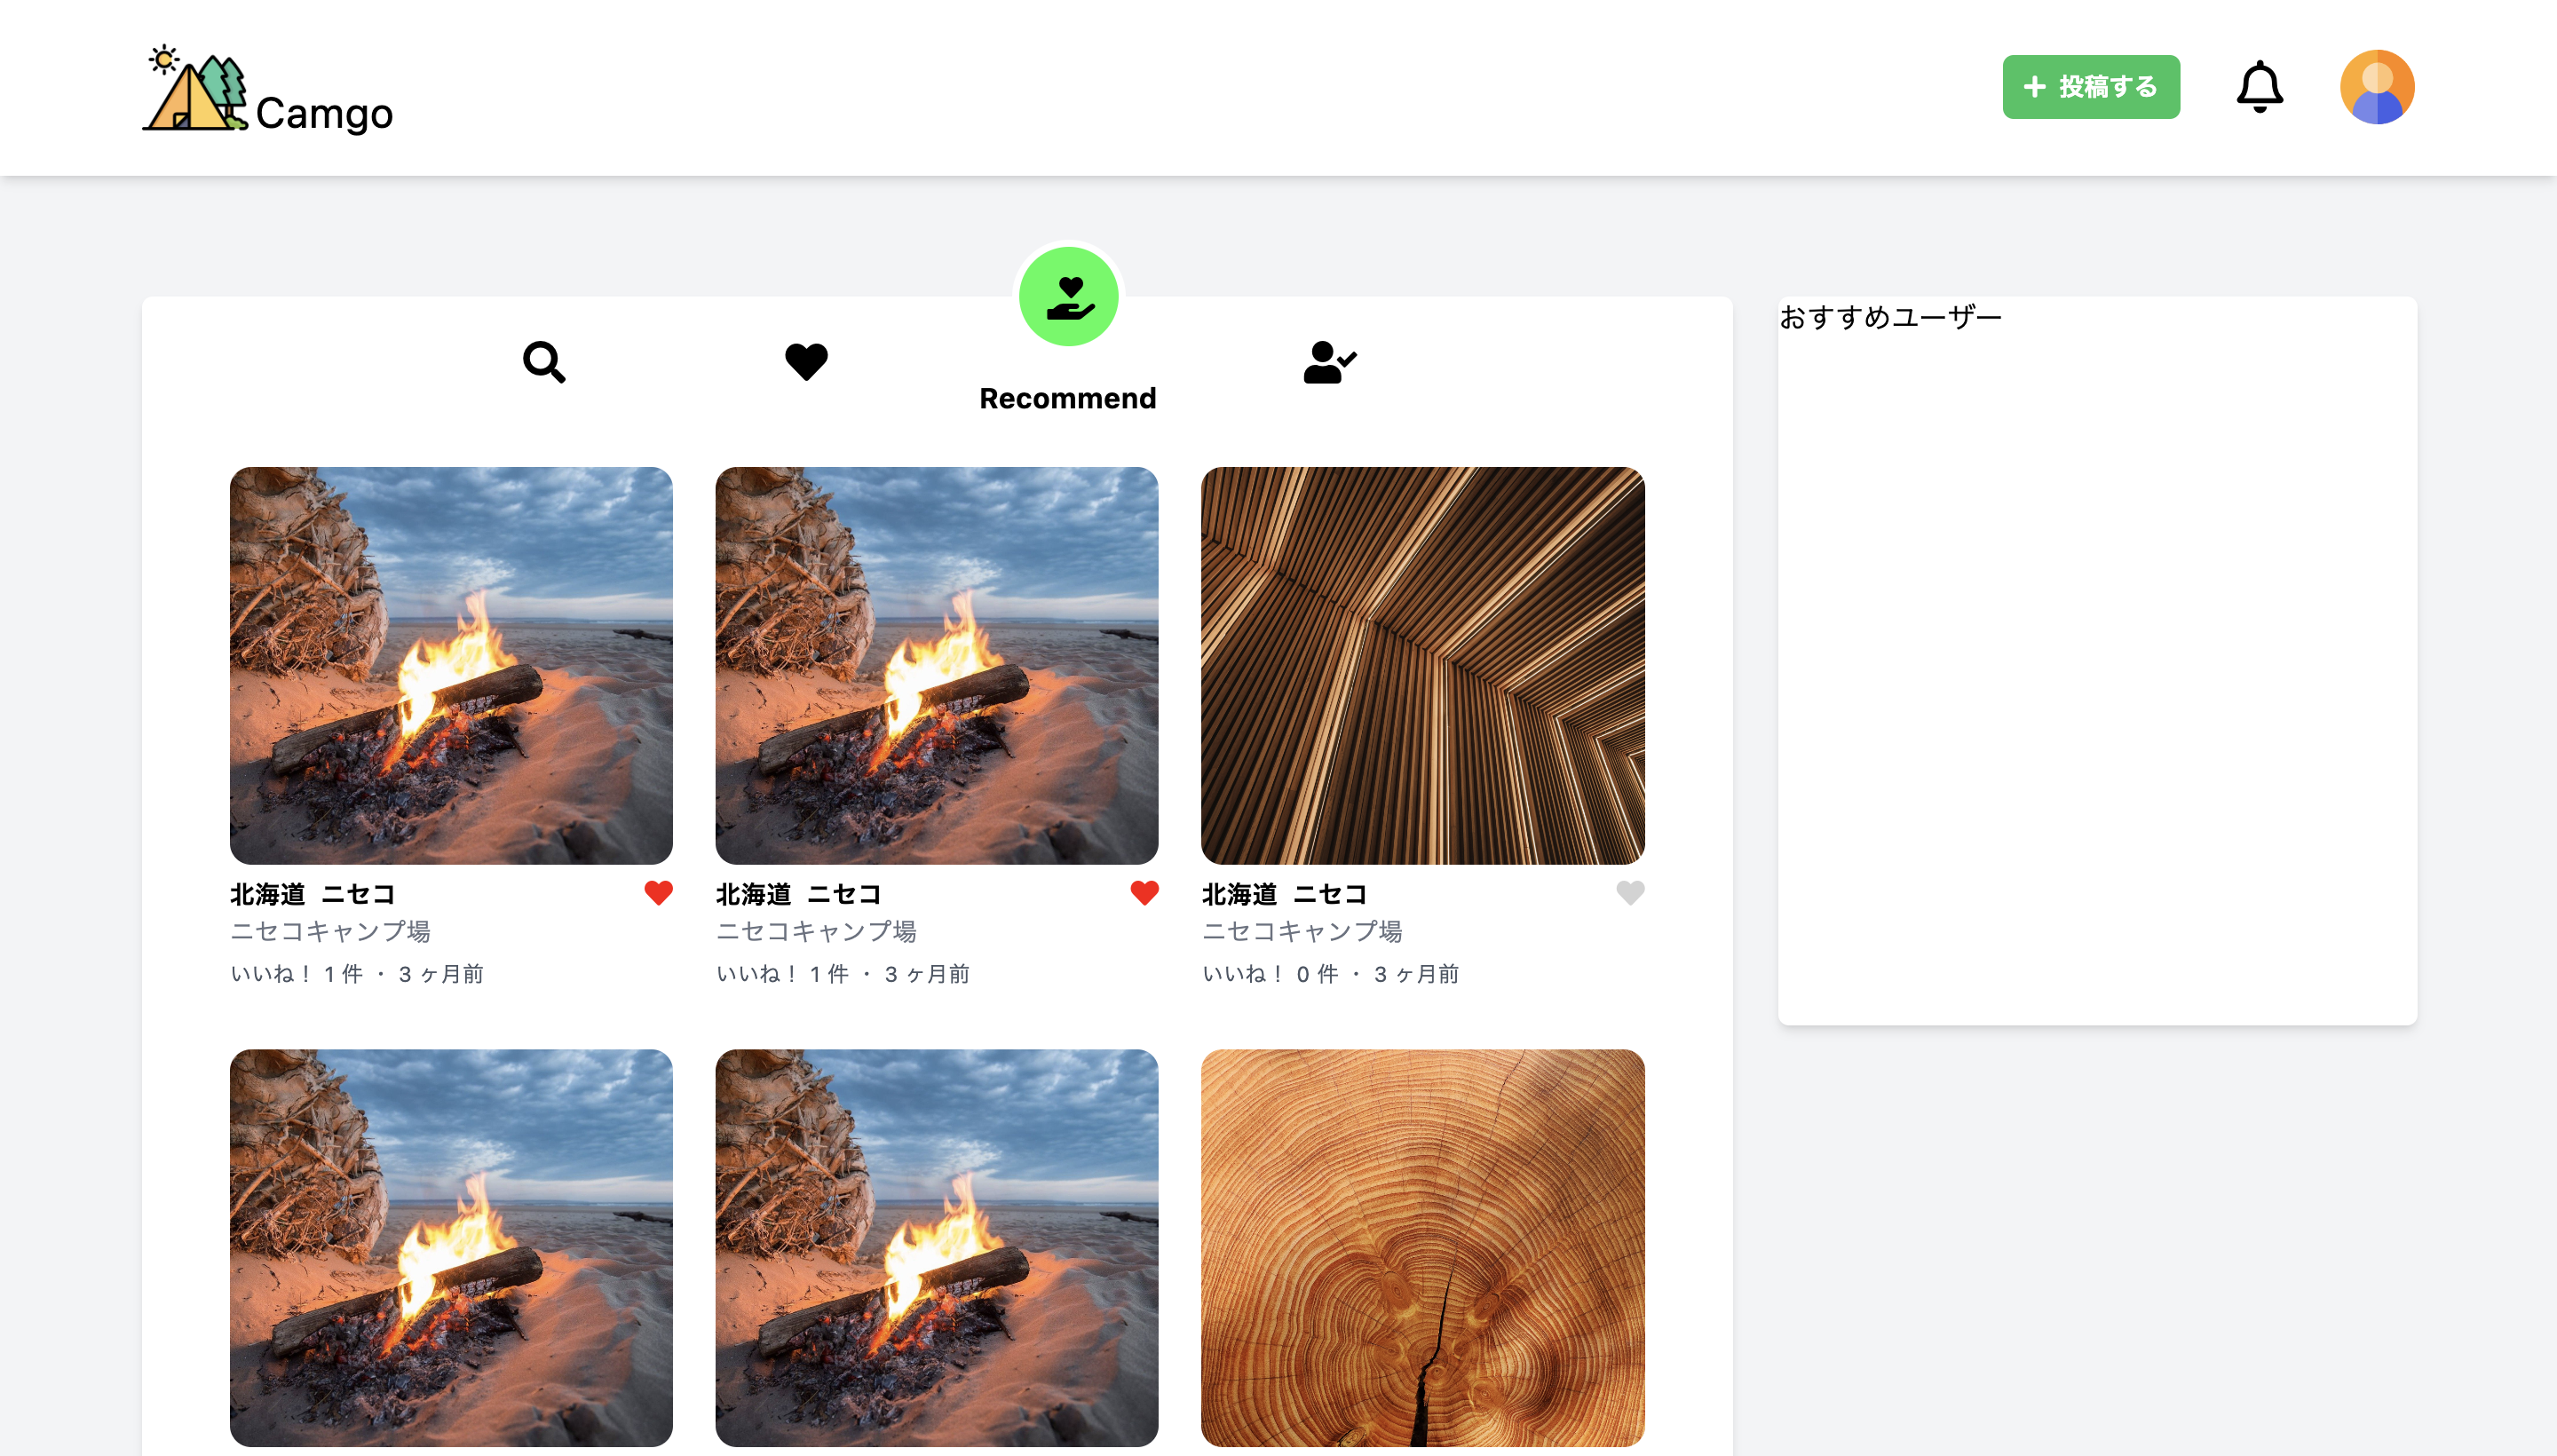 Camgo
投稿する
Recommend
おすすめユーザー
北海道 ニセコ
ニセコキャンプ場
いいね！ 1 件 ・ 3 ヶ月前
北海道 ニセコ
ニセコキャンプ場
いいね！ 1 件 ・ 3 ヶ月前
北海道 ニセコ
ニセコキャンプ場
いいね！ 0 件 ・ 3 ヶ月前